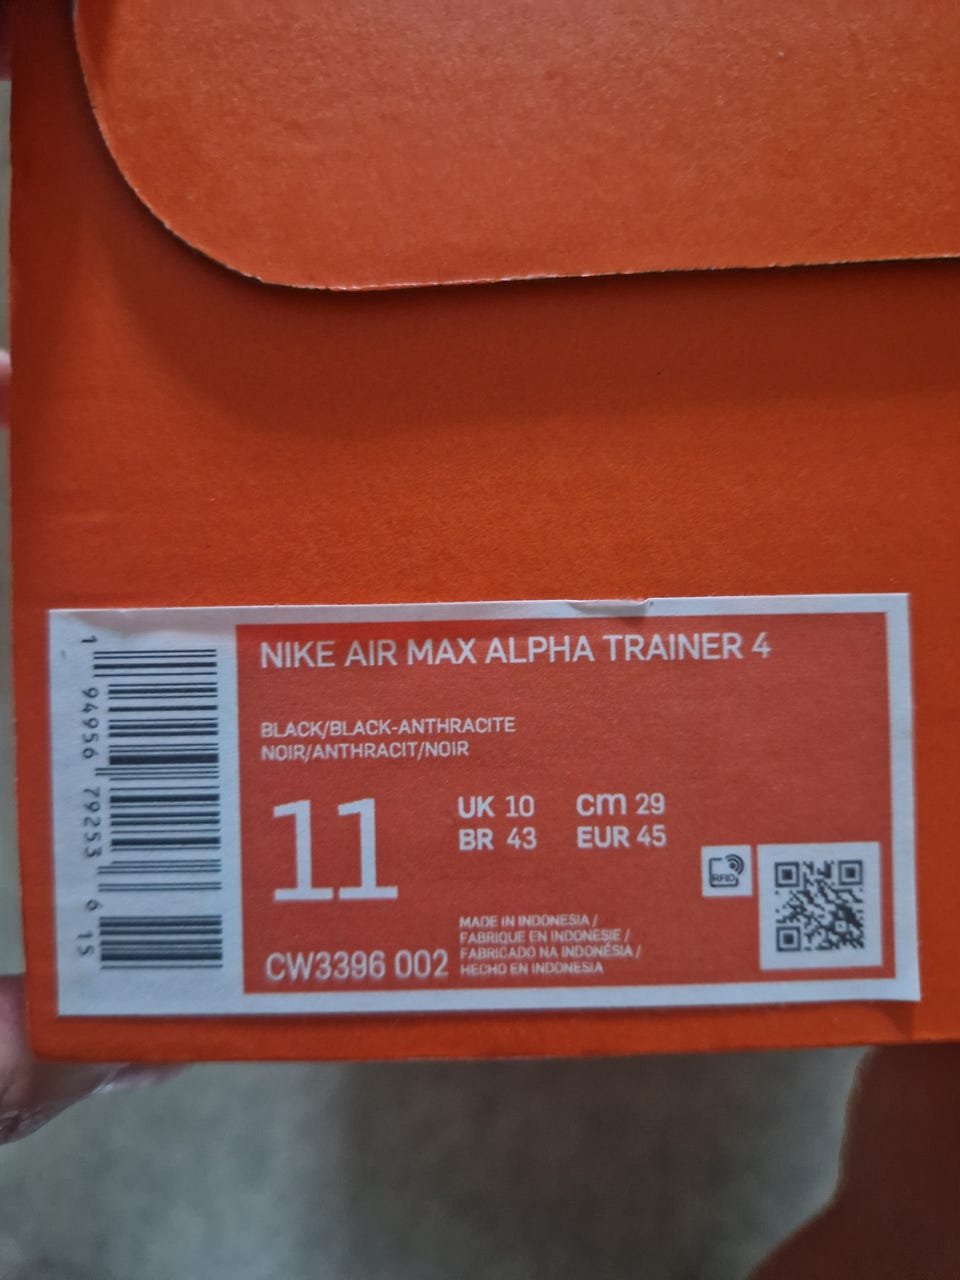 1 94956 79253 6 1S
NIKE AIR MAX ALPHA TRAINER 4
BLACK/BLACK-ANTHRACITE
NOIR/ANTHRACIT/NOIR
11
UK 10 cm 29
BR 43 EUR 45
RFID
CW3396 002
MADE IN INDONESIA /
FABRIQUE EN INDONESIE /
FABRICADO NA INDONÉSIA /
HECHO EN INDONESIA